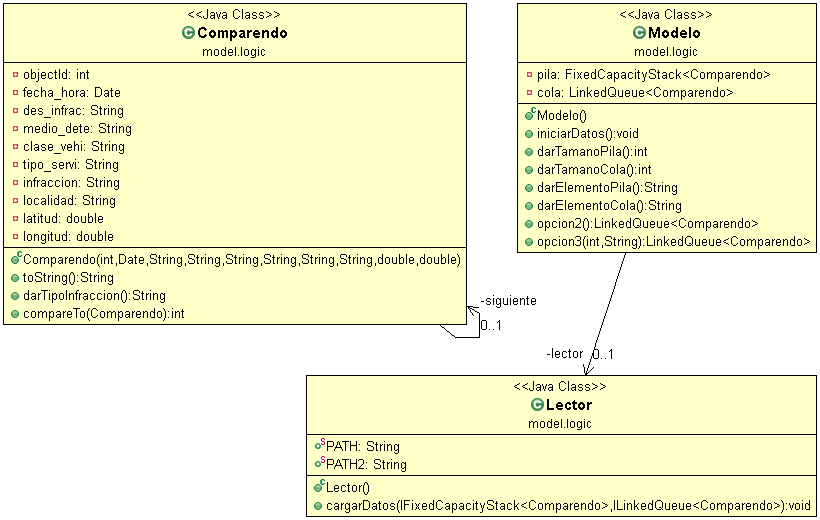 <<Java Class>>
Comparendo
model.logic
objectId: int
fecha_hora: Date
des_infrac: String
medio_dete: String
clase_vehi: String
tipo_servi: String
infraccion: String
localidad: String
latitud: double
longitud: double
Comparendo(int,Date,String,String,String,String,String,String,double,double)
toString():String
darTipoInfraccion():String
compareTo(Comparendo):int
-siguiente
0..1
<<Java Class>>
Modelo
model.logic
pila: FixedCapacityStack<Comparendo>
cola: LinkedQueue<Comparendo>
Modelo()
iniciarDatos():void
darTamanoPila():int
darTamanoCola():int
darElementoPila():String
darElementoCola():String
opcion2():LinkedQueue<Comparendo>
opcion3(int,String):LinkedQueue<Comparendo>
-lector 0..1
<<Java Class>>
Lector
model.logic
PATH: String
PATH2: String
Lector()
cargarDatos(IFixedCapacityStack<Comparendo>,ILinkedQueue<Comparendo>):void